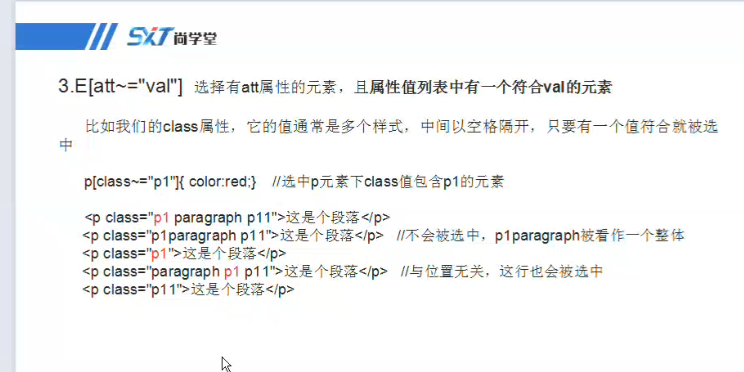 SXT尚学堂
3.E[att~="val"] 选择有att属性的元素，且属性值列表中有一个符合val的元素
比如我们的class属性，它的值通常是多个样式，中间以空格隔开，只要有一个值符合就被选
中
p[class~="p1"]{ color:red;} //选中p元素下class值包含p1的元素
<p class="p1 paragraph p11">这是个段落</p>
<p class="p1paragraph p11">这是个段落</p> //不会被选中，p1paragraph被看作一个整体
<p class="p1">这是个段落</p>
<p class="paragraph p1 p11">这是个段落</p> //与位置无关，这行也会被选中
<p class="p11">这是个段落</p>